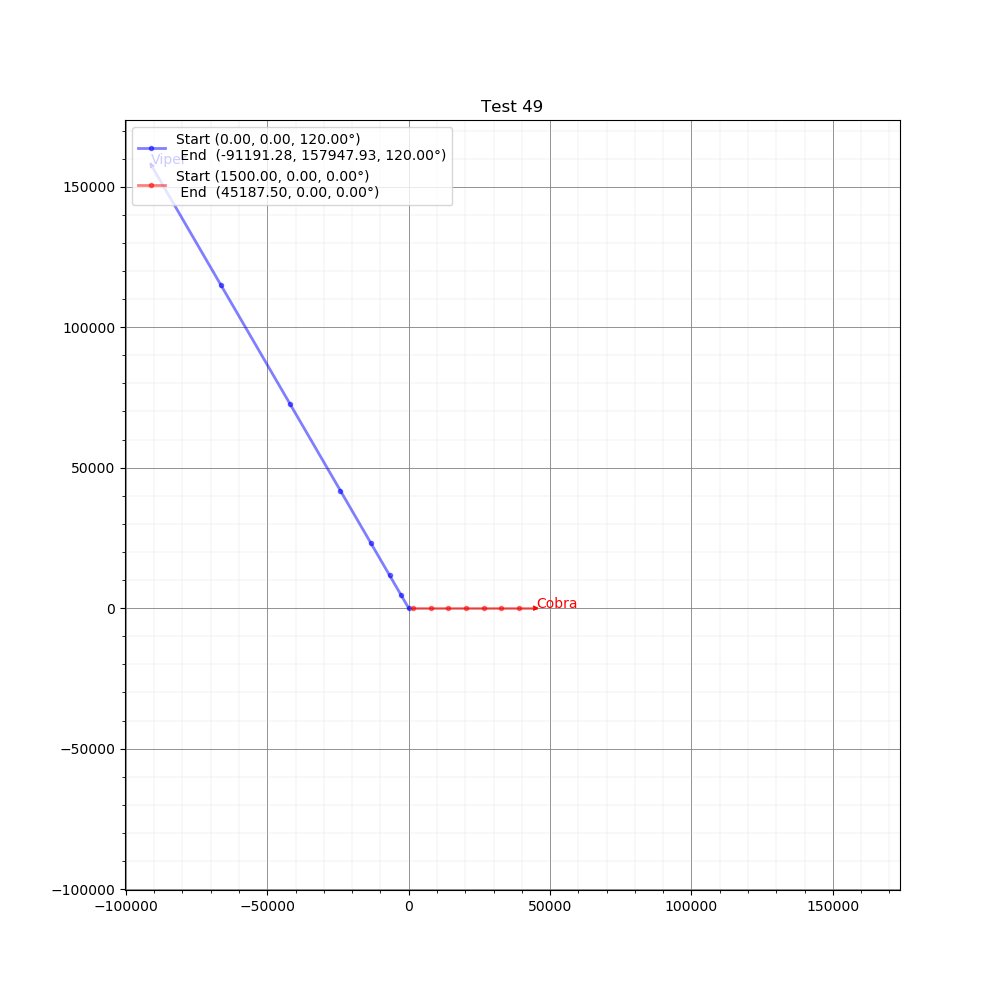 Test 49
Start (0.00, 0.00, 120.00°)
End  (-91191.28, 157947.93, 120.00°)
Start (1500.00, 0.00, 0.00°)
End  (45187.50, 0.00, 0.00°)
Viper
150000
100000
50000
0
−50000
−100000
Cobra
−100000
−50000
0
50000
100000
150000